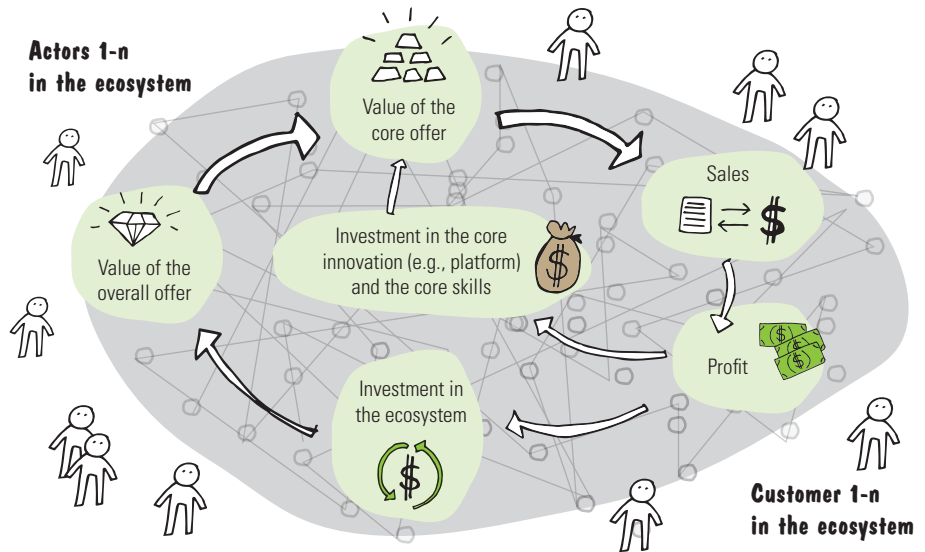 Actors 1-n
in the ecosystem
Value of the
core offer
Sales
$
Value of the
overall offer
Investment in the core
innovation (e.g., platform)
and the core skills
$
Profit
$
$
$
Investment in
the ecosystem
$
Customer 1-n
in the ecosystem